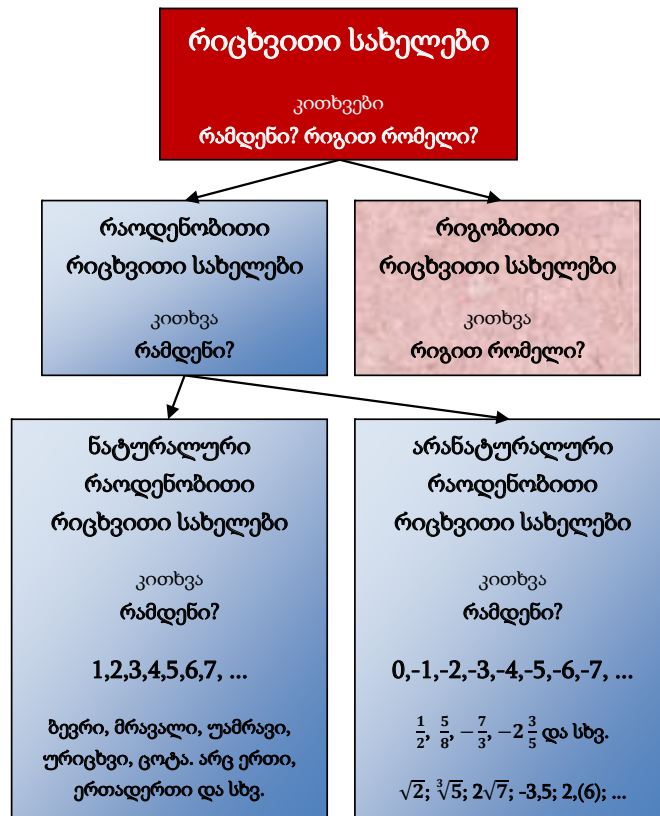 რიცხვითი სახელები
კითხვები
რამდენი? რიგით რომელი?
რაოდენობითი
რიცხვითი სახელები
კითხვა
რამდენი?
რიგობითი
რიცხვითი სახელები
კითხვა
რიგით რომელი?
ნატურალური
რაოდენობითი
რიცხვითი სახელები
კითხვა
რამდენი?
1,2,3,4,5,6,7, ...
ბევრი, მრავალი, უამრავი,
ურიცხვი, ცოტა. არც ერთი,
ერთადერთი და სხვ.
არანატურალური
რაოდენობითი
რიცხვითი სახელები
კითხვა
რამდენი?
0,-1,-2,-3,-4,-5,-6,-7, ...
1/2, 5/8, −7/3, −2 3/5 და სხვ.
√2; ∛5; 2√7; -3,5; 2,(6); ...